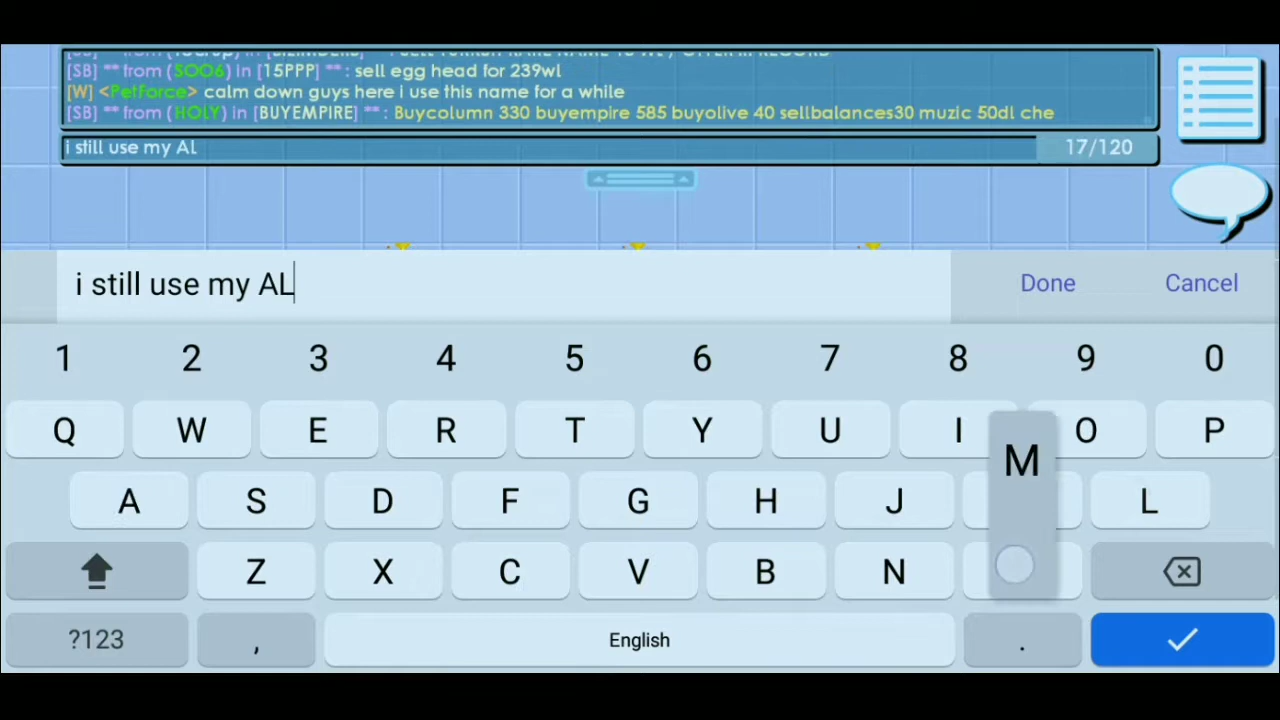 [SB] ** from (SOO6) in [15PPP] ** : sell egg head for 239wl
[W] <PetForce> calm down guys here i use this name for a while
[SB] ** from (HOLY) in [BUYEMPIRE] ** : Buycolumn 330 buyempire 585 buyolive 40 sellbalances30 muzic 50dl che
i still use my AL 17/120
i still use my AL Done Cancel
1 2 3 4 5 6 7 8 9 0
Q W E R T Y U I O P
M
A S D F G H J L
Z X C V B N
?123 , English .